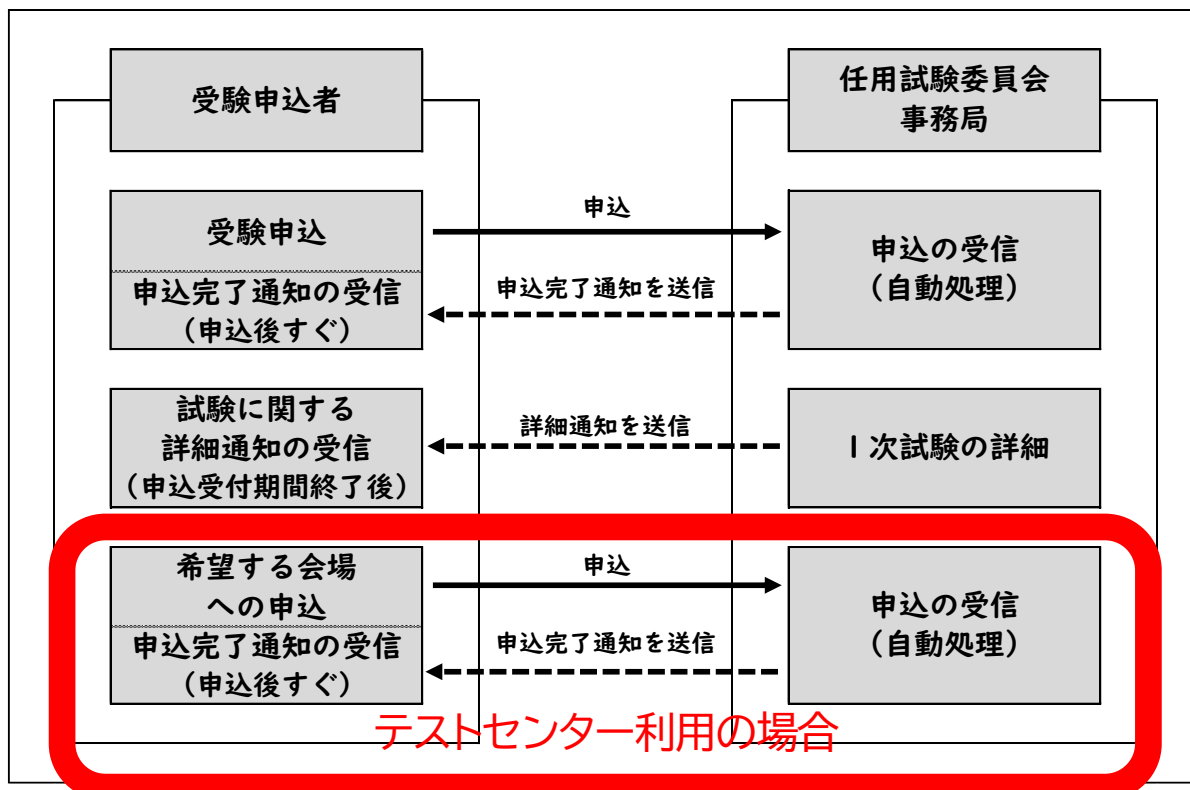 受験申込者
任用試験委員会
事務局
受験申込
申込
申込の受信
(自動処理)
申込完了通知の受信
(申込後すぐ)
申込完了通知を送信
試験に関する
詳細通知の受信
(申込受付期間終了後)
詳細通知を送信
1次試験の詳細
希望する会場
への申込
申込
申込の受信
(自動処理)
申込完了通知の受信
(申込後すぐ)
申込完了通知を送信
テストセンター利用の場合